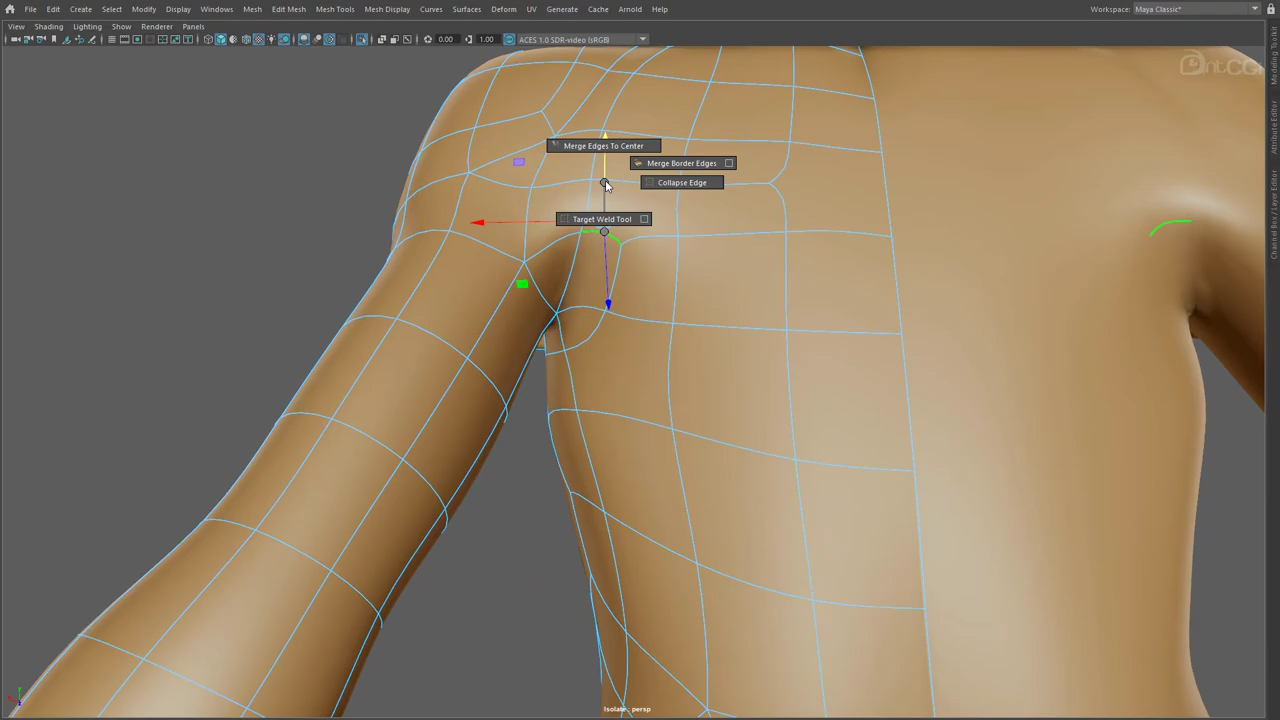 File Edit Create Select Modify Display Windows Mesh Edit Mesh Mesh Tools Mesh Display Curves Surfaces Deform UV Generate Cache Arnold Help Workspace: Maya Classic*
View Shading Lighting Show Renderer Panels
0.00 1.00 ACES 1.0 SDR-video (sRGB)
antCGi
Modeling Toolkit
Attribute Editor
Channel Box / Layer Editor
Merge Edges To Center
Merge Border Edges
Collapse Edge
Target Weld Tool
Isolate : persp